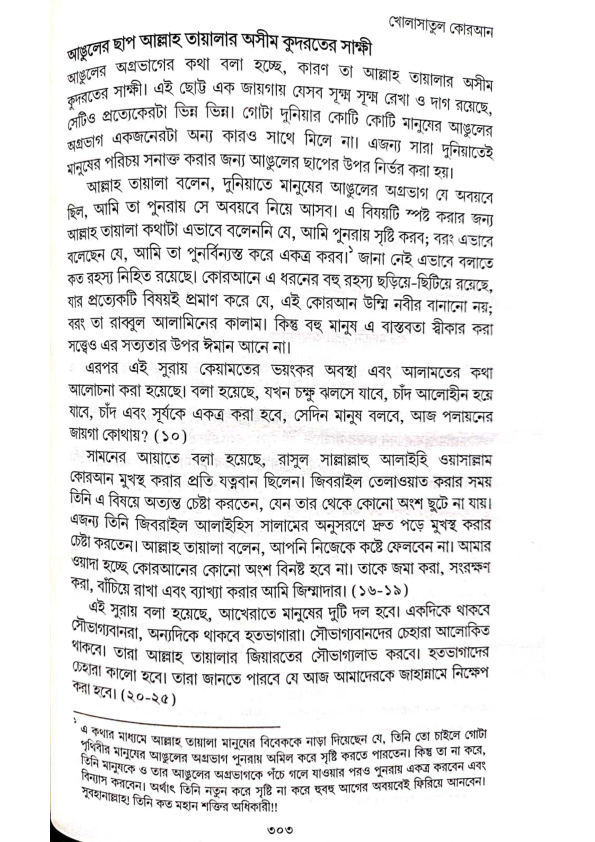 খোলাসাতুল কোরআন
আঙুলের ছাপ আল্লাহ তায়ালার অসীম কুদরতের সাক্ষী
আঙুলের অগ্রভাগের কথা বলা হচ্ছে, কারণ তা আল্লাহ তায়ালার অসীম
কুদরতের সাক্ষী। এই ছোট্ট এক জায়গায় যেসব সূক্ষ্ম সূক্ষ্ম রেখা ও দাগ রয়েছে,
সেটিও প্রত্যেকেরটা ভিন্ন ভিন্ন। গোটা দুনিয়ার কোটি কোটি মানুষের আঙুলের
অগ্রভাগ একজনেরটা অন্য কারও সাথে মিলে না। এজন্য সারা দুনিয়াতেই
মানুষের পরিচয় সনাক্ত করার জন্য আঙুলের ছাপের উপর নির্ভর করা হয়।
আল্লাহ তায়ালা বলেন, দুনিয়াতে মানুষের আঙুলের অগ্রভাগ যে অবয়বে
ছিল, আমি তা পুনরায় সে অবয়বে নিয়ে আসব। এ বিষয়টি স্পষ্ট করার জন্য
আল্লাহ তায়ালা কথাটা এভাবে বলেননি যে, আমি পুনরায় সৃষ্টি করব; বরং এভাবে
বলেছেন যে, আমি তা পুনর্বিন্যস্ত করে একত্র করব।১ জানা নেই এভাবে বলাতে
কত রহস্য নিহিত রয়েছে। কোরআনে এ ধরনের বহু রহস্য ছড়িয়ে-ছিটিয়ে রয়েছে,
যার প্রত্যেকটি বিষয়ই প্রমাণ করে যে, এই কোরআন উম্মি নবীর বানানো নয়;
বরং তা রাব্বুল আলামিনের কালাম। কিন্তু বহু মানুষ এ বাস্তবতা স্বীকার করা
সত্ত্বেও এর সত্যতার উপর ঈমান আনে না।
এরপর এই সুরায় কেয়ামতের ভয়ংকর অবস্থা এবং আলামতের কথা
আলোচনা করা হয়েছে। বলা হয়েছে, যখন চক্ষু ঝলসে যাবে, চাঁদ আলোহীন হয়ে
যাবে, চাঁদ এবং সূর্যকে একত্র করা হবে, সেদিন মানুষ বলবে, আজ পলায়নের
জায়গা কোথায়? (১০)
সামনের আয়াতে বলা হয়েছে, রাসুল সাল্লাল্লাহু আলাইহি ওয়াসাল্লাম
কোরআন মুখস্থ করার প্রতি যত্নবান ছিলেন। জিবরাইল তেলাওয়াত করার সময়
তিনি এ বিষয়ে অত্যন্ত চেষ্টা করতেন, যেন তার থেকে কোনো অংশ ছুটে না যায়।
এজন্য তিনি জিবরাইল আলাইহিস সালামের অনুসরণে দ্রুত পড়ে মুখস্থ করার
চেষ্টা করতেন। আল্লাহ তায়ালা বলেন, আপনি নিজেকে কষ্টে ফেলবেন না। আমার
ওয়াদা হচ্ছে কোরআনের কোনো অংশ বিনষ্ট হবে না। তাকে জমা করা, সংরক্ষণ
করা, বাঁচিয়ে রাখা এবং ব্যাখ্যা করার আমি জিম্মাদার। (১৬-১৯)
এই সুরায় বলা হয়েছে, আখেরাতে মানুষের দুটি দল হবে। একদিকে থাকবে
সৌভাগ্যবানরা, অন্যদিকে থাকবে হতভাগারা। সৌভাগ্যবানদের চেহারা আলোকিত
থাকবে। তারা আল্লাহ তায়ালার জিয়ারতের সৌভাগ্যলাভ করবে। হতভাগাদের
চেহারা কালো হবে। তারা জানতে পারবে যে আজ আমাদেরকে জাহান্নামে নিক্ষেপ
করা হবে। (২০-২৫)
১
এ কথার মাধ্যমে আল্লাহ তায়ালা মানুষের বিবেককে নাড়া দিয়েছেন যে, তিনি তো চাইলে গোটা
পৃথিবীর মানুষের আঙুলের অগ্রভাগ পুনরায় অমিল করে সৃষ্টি করতে পারতেন। কিন্তু তা না করে,
তিনি মানুষকে ও তার আঙুলের অগ্রভাগকে পঁচে গলে যাওয়ার পরও পুনরায় একত্র করবেন এবং
বিন্যাস করবেন। অর্থাৎ তিনি নতুন করে সৃষ্টি না করে হুবহু আগের অবয়বেই ফিরিয়ে আনবেন।
সুবহানাল্লাহ! তিনি কত মহান শক্তির অধিকারী!!
৩০৩